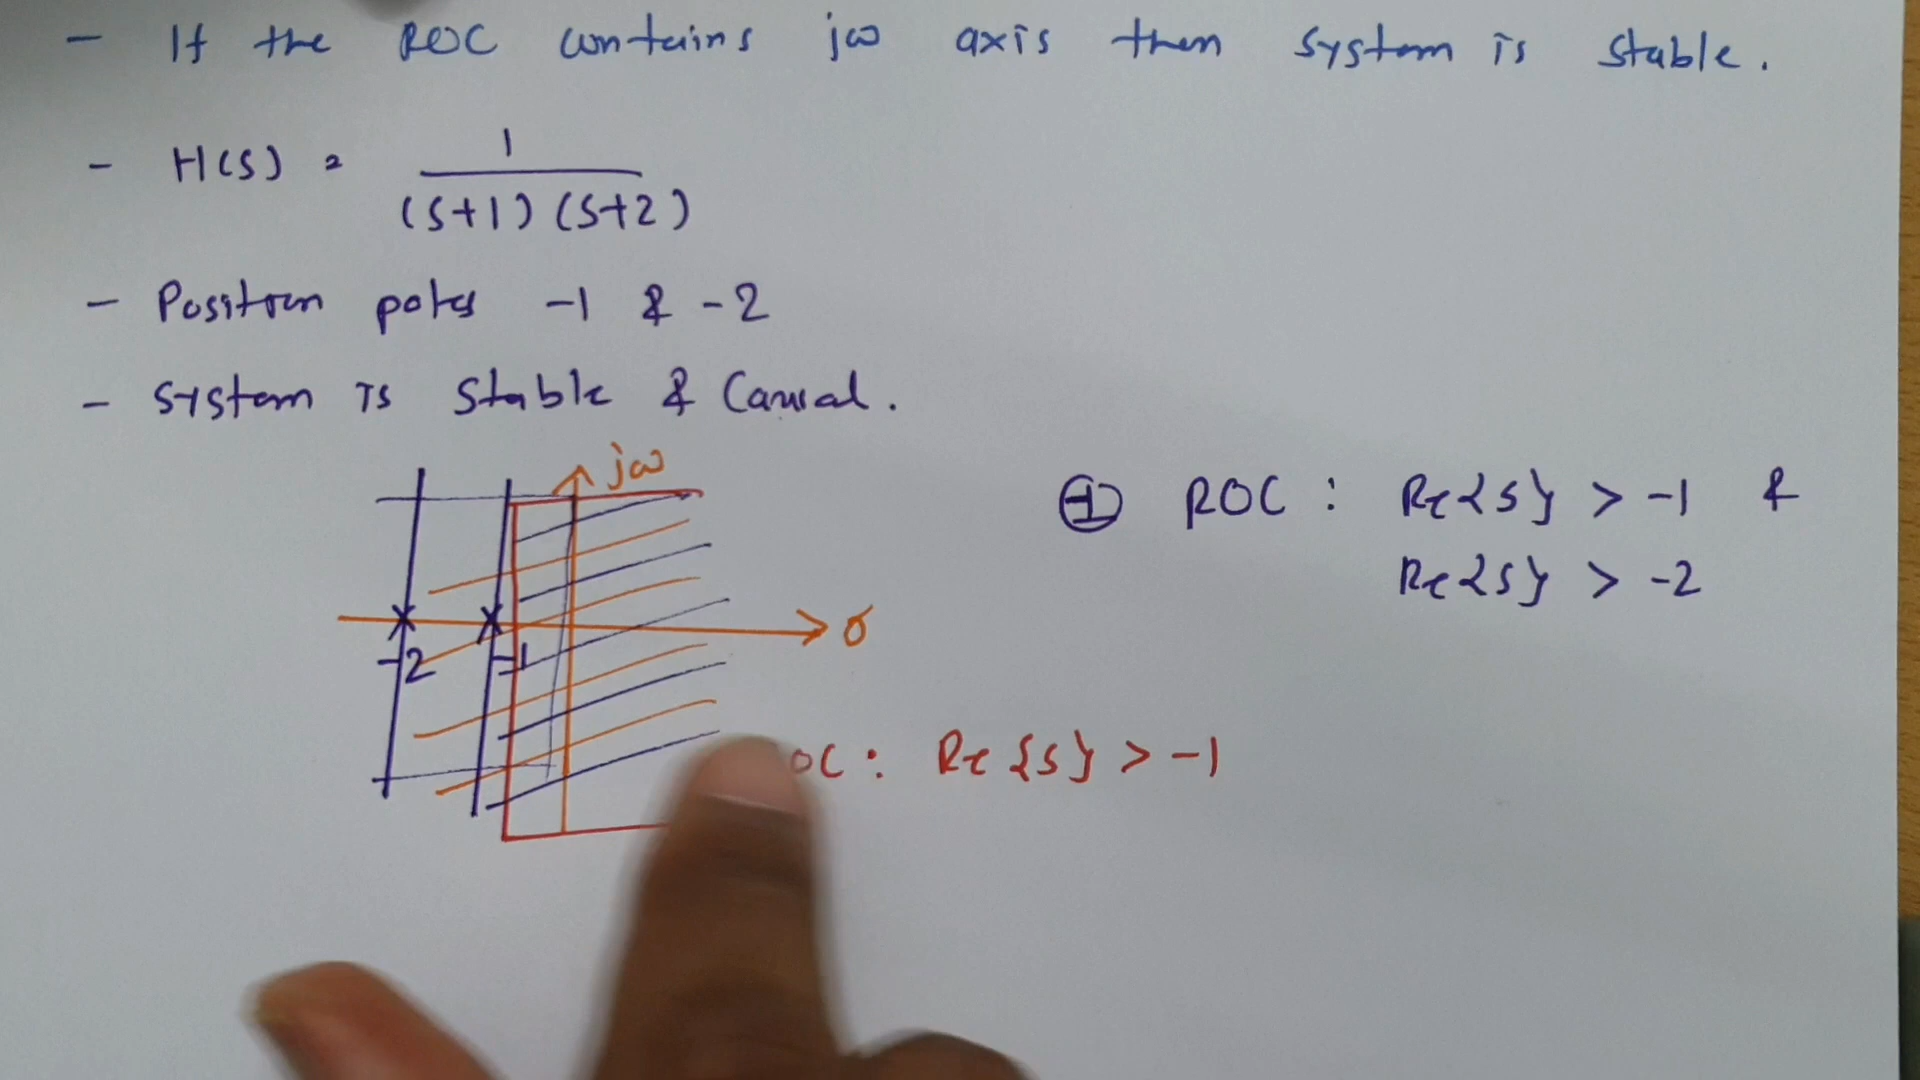 - If the ROC contains jω axis then system is stable.
- H(s) = 1
(s+1)(s+2)
- Position poles -1 & -2
- System is Stable & Causal.
jω
σ
-2
-1
① ROC : Re{s} > -1 &
Re{s} > -2
OC : Re{s} > -1